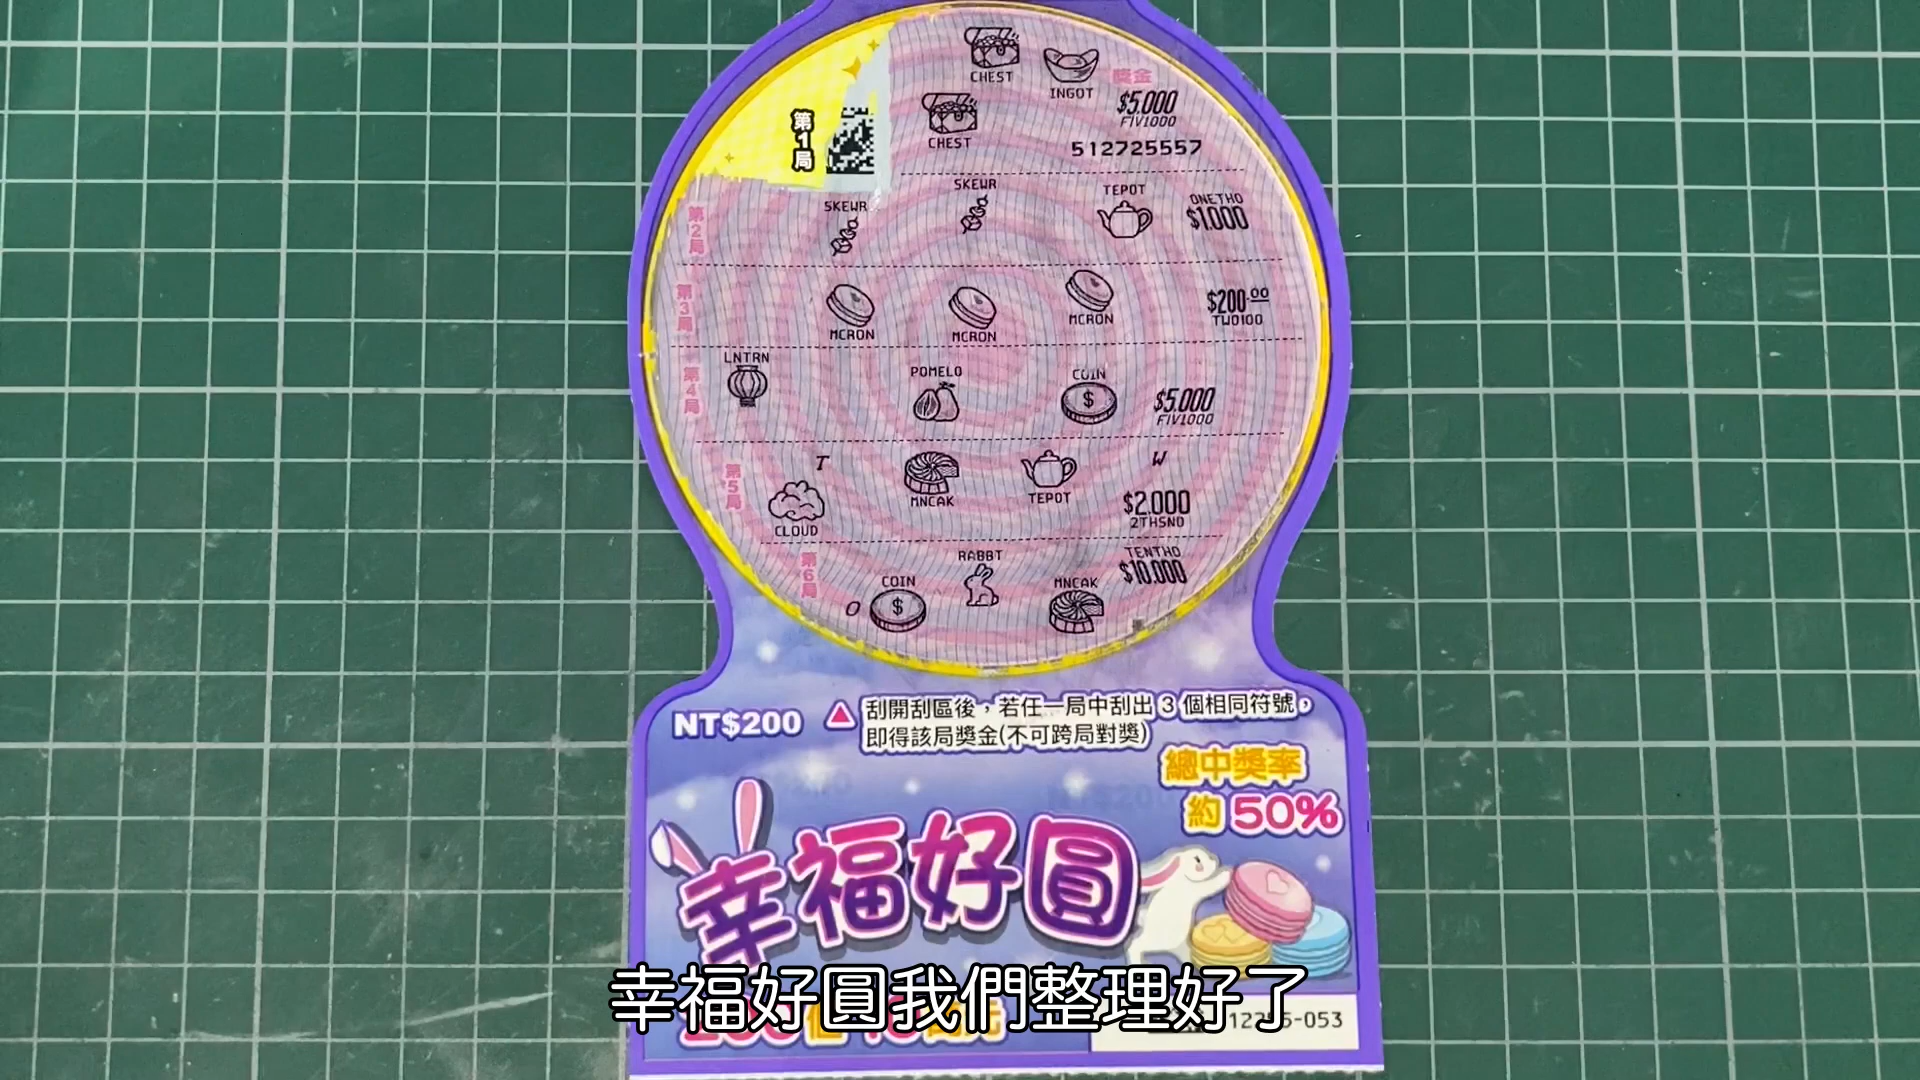 CHEST
INGOT
獎金
$5,000
FIV1000
CHEST
第1局
512725557
第2局
SKEWR
SKEWR
TEPOT
ONETHO
$1,000
第3局
MCRON
MCRON
MCRON
$200.00
TWO100
第4局
LNTRN
POMELO
COIN
$5,000
FIV1000
第5局
T
CLOUD
MNCAK
TEPOT
W
$2,000
2THSND
第6局
O
COIN
RABBT
MNCAK
TENTHO
$10,000
NT$200
刮開刮區後，若任一局中刮出 3 個相同符號，
即得該局獎金(不可跨局對獎)
總中獎率
約 50%
幸福好圓
幸福好圓我們整理好了
-053